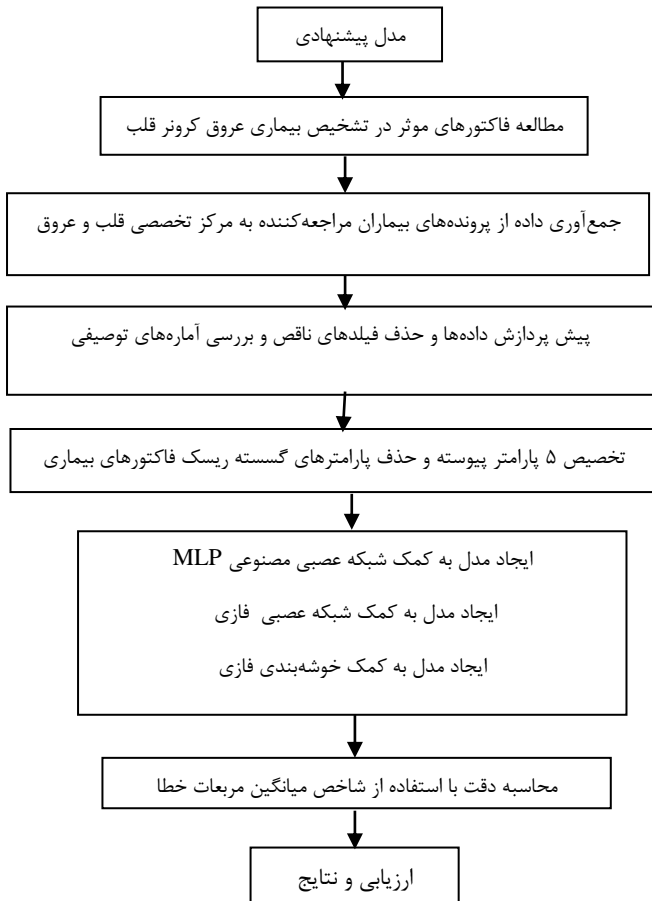 مدل پیشنهادی
مطالعه فاکتورهای موثر در تشخیص بیماری عروق کرونر قلب
جمع‌آوری داده از پرونده‌های بیماران مراجعه‌کننده به مرکز تخصصی قلب و عروق
پیش پردازش داده‌ها و حذف فیلدهای ناقص و بررسی آماره‌های توصیفی
تخصیص ۵ پارامتر پیوسته و حذف پارامترهای گسسته ریسک فاکتورهای بیماری
ایجاد مدل به کمک شبکه عصبی مصنوعی MLP
ایجاد مدل به کمک شبکه عصبی فازی
ایجاد مدل به کمک خوشه‌بندی فازی
محاسبه دقت با استفاده از شاخص میانگین مربعات خطا
ارزیابی و نتایج